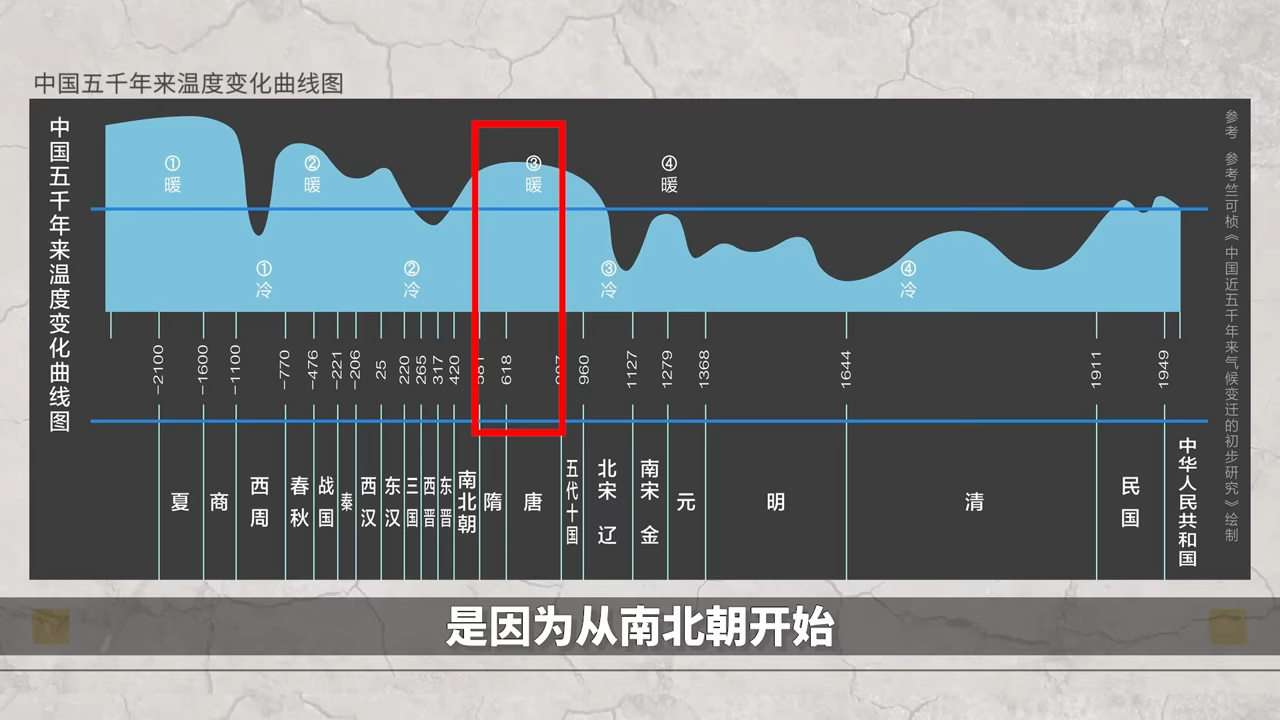 中国五千年来温度变化曲线图
中国五千年来温度变化曲线图
①
暖
②
暖
③
暖
④
暖
①
冷
②
冷
③
冷
④
冷
-2100
-1600
-1100
-770
-476
-221
-206
25
220
265
317
420
581
618
907
960
1127
1279
1368
1644
1911
1949
夏
商
西周
春秋
战国
秦
西汉
东汉
三国
西晋
东晋
南北朝
隋
唐
五代十国
北宋 辽
南宋 金
元
明
清
民国
中华人民共和国
参考 参考竺可桢《中国近五千年来气候变迁的初步研究》绘制
是因为从南北朝开始